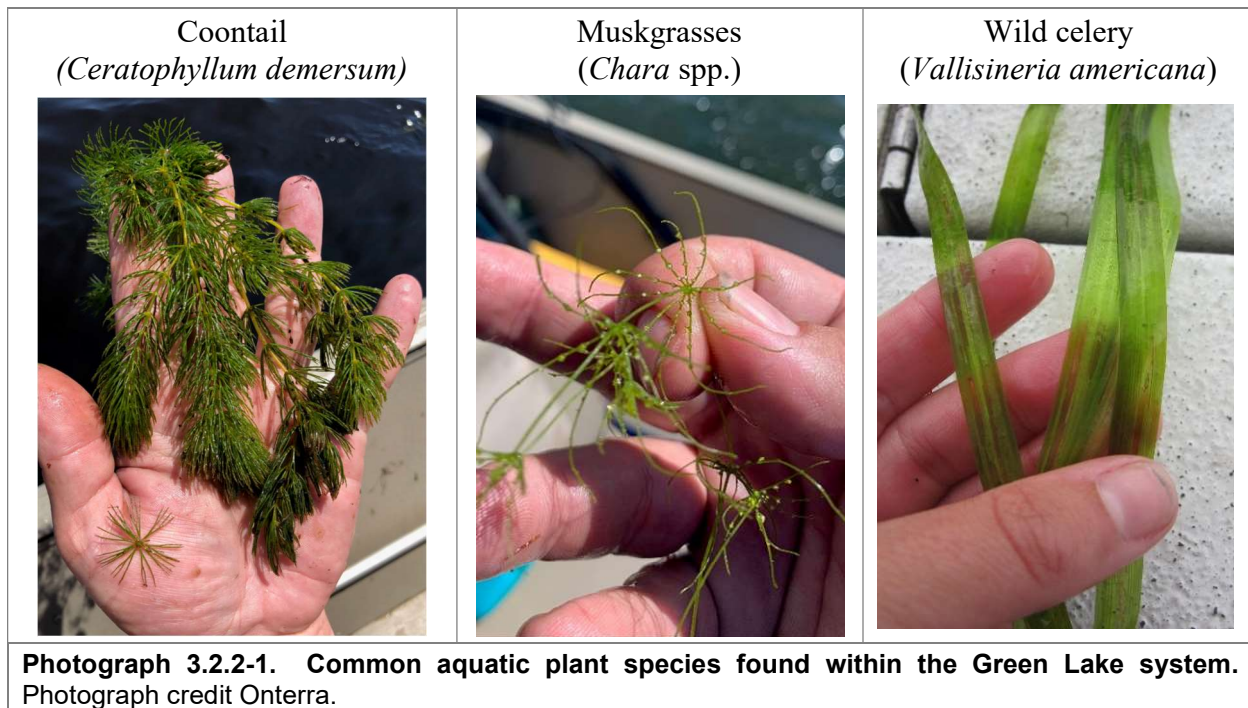 Coontail
(Ceratophyllum demersum)
Muskgrasses
(Chara spp.)
Wild celery
(Vallisineria americana)
Photograph 3.2.2-1. Common aquatic plant species found within the Green Lake system.
Photograph credit Onterra.